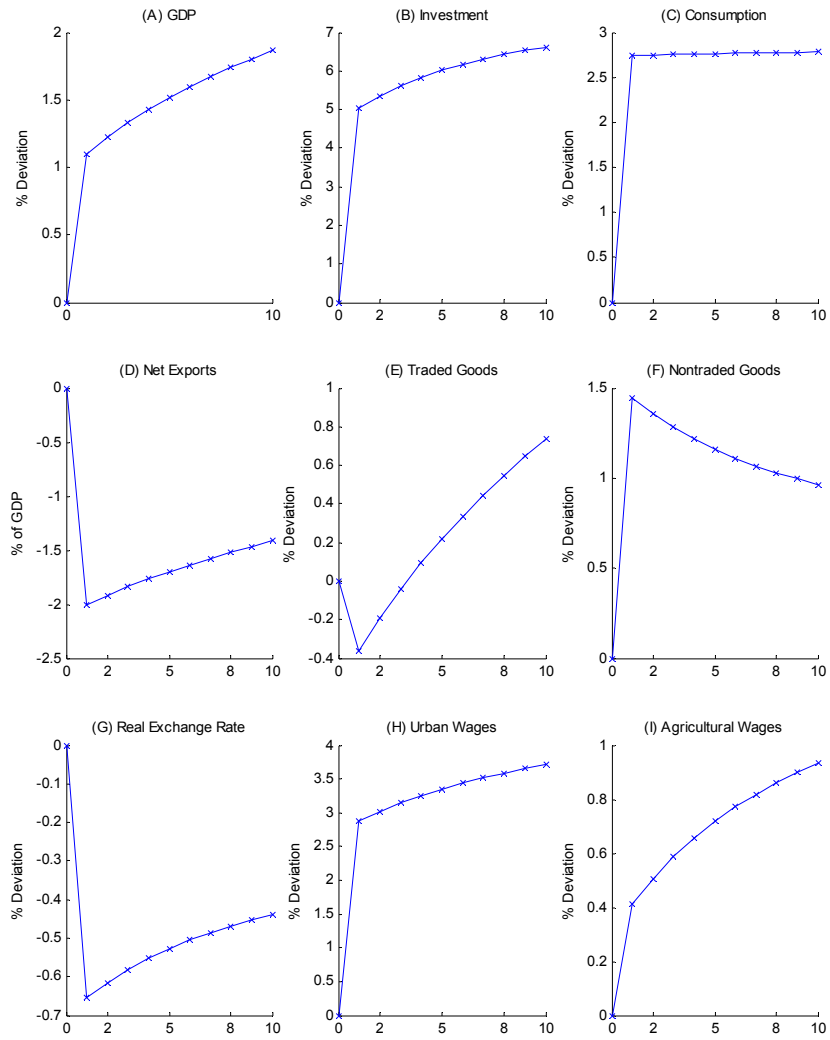 (A) GDP
(B) Investment
(C) Consumption
% Deviation
% Deviation
% Deviation
2
1.5
1
0.5
0
7
6
5
4
3
2
1
0
3
2.5
2
1.5
1
0.5
0
0 10
0 2 5 8 10
0 2 5 8 10
(D) Net Exports
(E) Traded Goods
(F) Nontraded Goods
% of GDP
% Deviation
% Deviation
0
-0.5
-1
-1.5
-2
-2.5
1
0.8
0.6
0.4
0.2
0
-0.2
-0.4
1.5
1
0.5
0
0 2 5 8 10
0 2 5 8 10
0 2 5 8 10
(G) Real Exchange Rate
(H) Urban Wages
(I) Agricultural Wages
% Deviation
% Deviation
% Deviation
0
-0.1
-0.2
-0.3
-0.4
-0.5
-0.6
-0.7
4
3.5
3
2.5
2
1.5
1
0.5
0
1
0.8
0.6
0.4
0.2
0
0 2 5 8 10
0 2 5 8 10
0 2 5 8 10